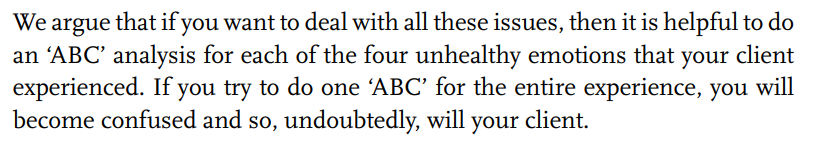 We argue that if you want to deal with all these issues, then it is helpful to do
an ‘ABC’ analysis for each of the four unhealthy emotions that your client
experienced. If you try to do one ‘ABC’ for the entire experience, you will
become confused and so, undoubtedly, will your client.